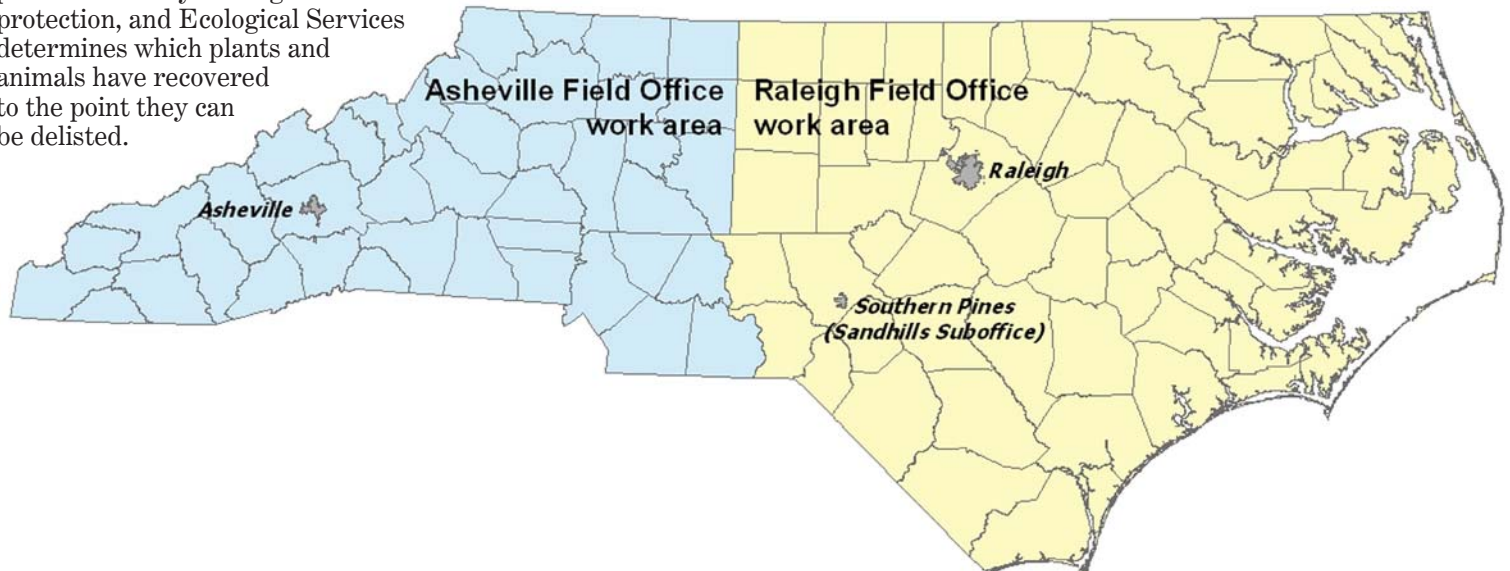 protection, and Ecological Services
determines which plants and
animals have recovered
to the point they can
be delisted.
Asheville Field Office
work area
Raleigh Field Office
work area
Raleigh
Asheville
Southern Pines
(Sandhills Suboffice)